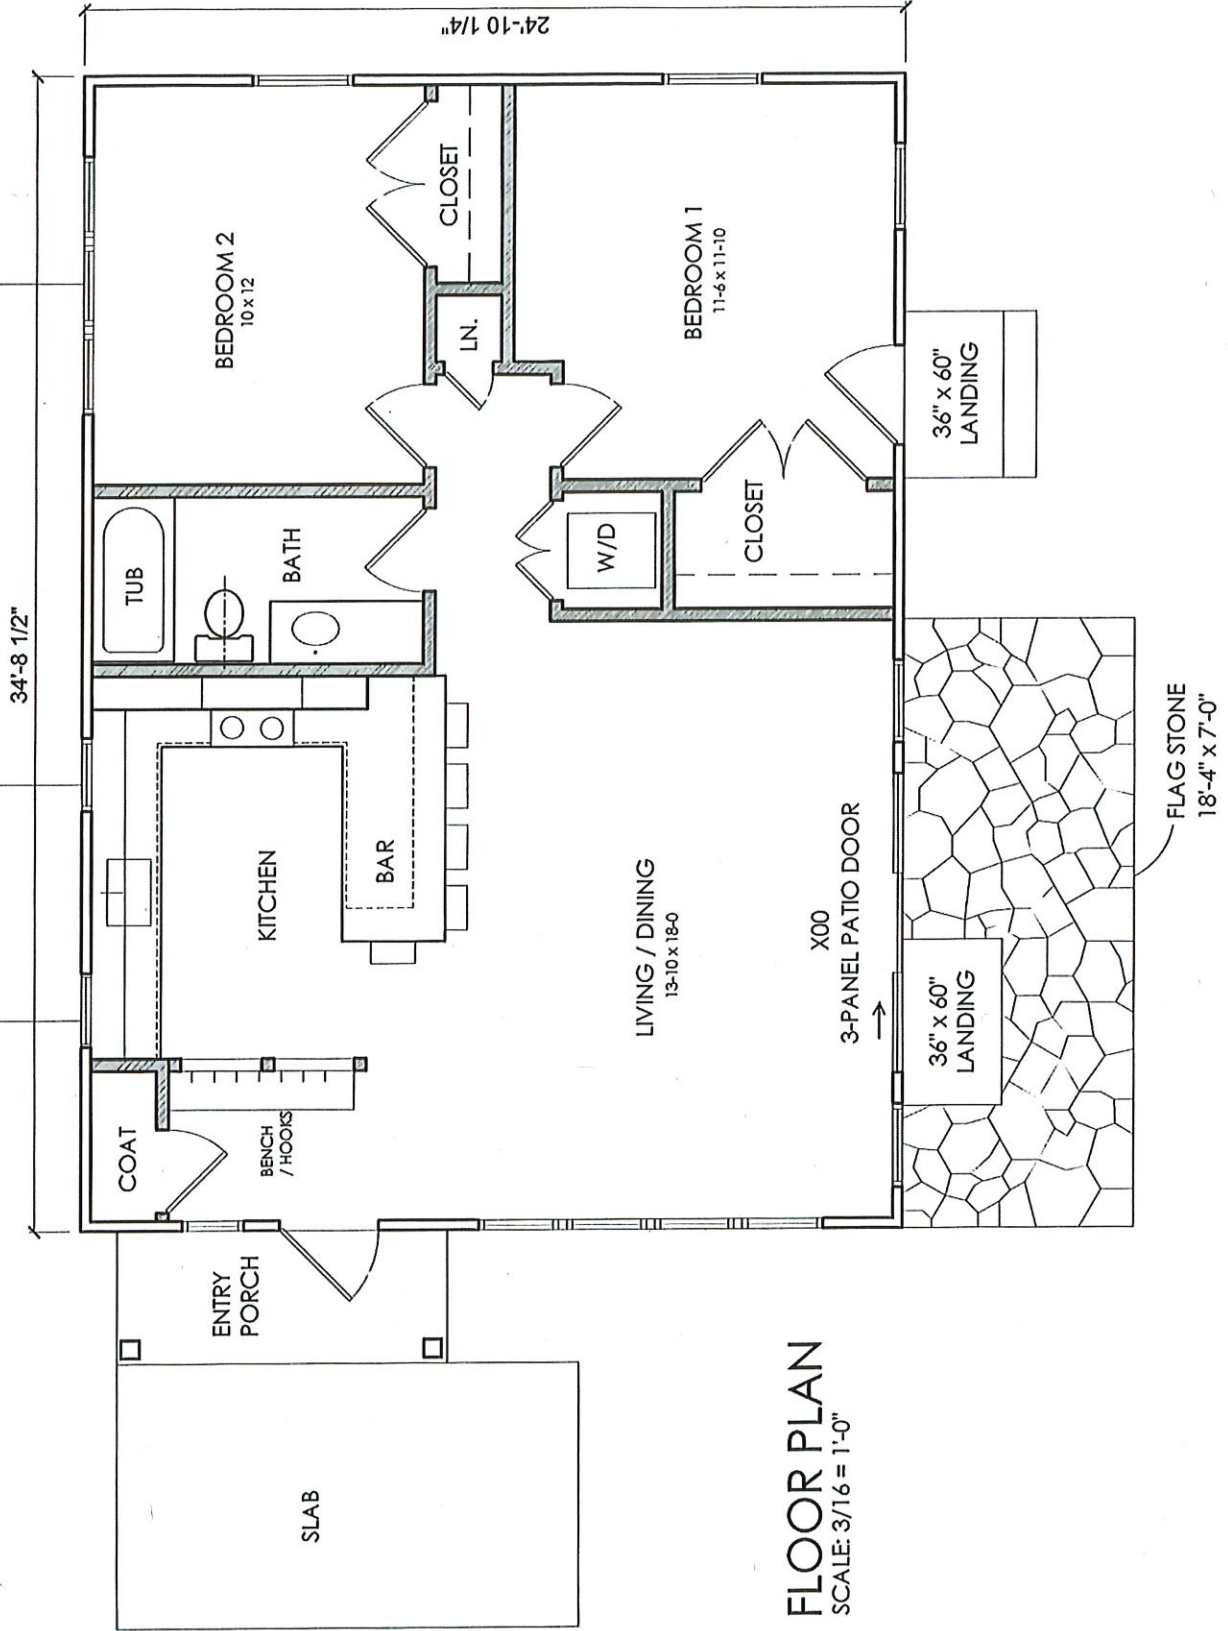 34'-8 1/2"
24'-10 1/4"
TUB
BATH
BEDROOM 2
10 x 12
CLOSET
LN.
BEDROOM 1
11-6 x 11-10
W/D
CLOSET
36" x 60"
LANDING
KITCHEN
BAR
COAT
BENCH
/ HOOKS
LIVING / DINING
13-10 x 18-0
X00
3-PANEL PATIO DOOR
36" x 60"
LANDING
FLAG STONE
18'-4" x 7'-0"
ENTRY
PORCH
SLAB
FLOOR PLAN
SCALE: 3/16 = 1'-0"